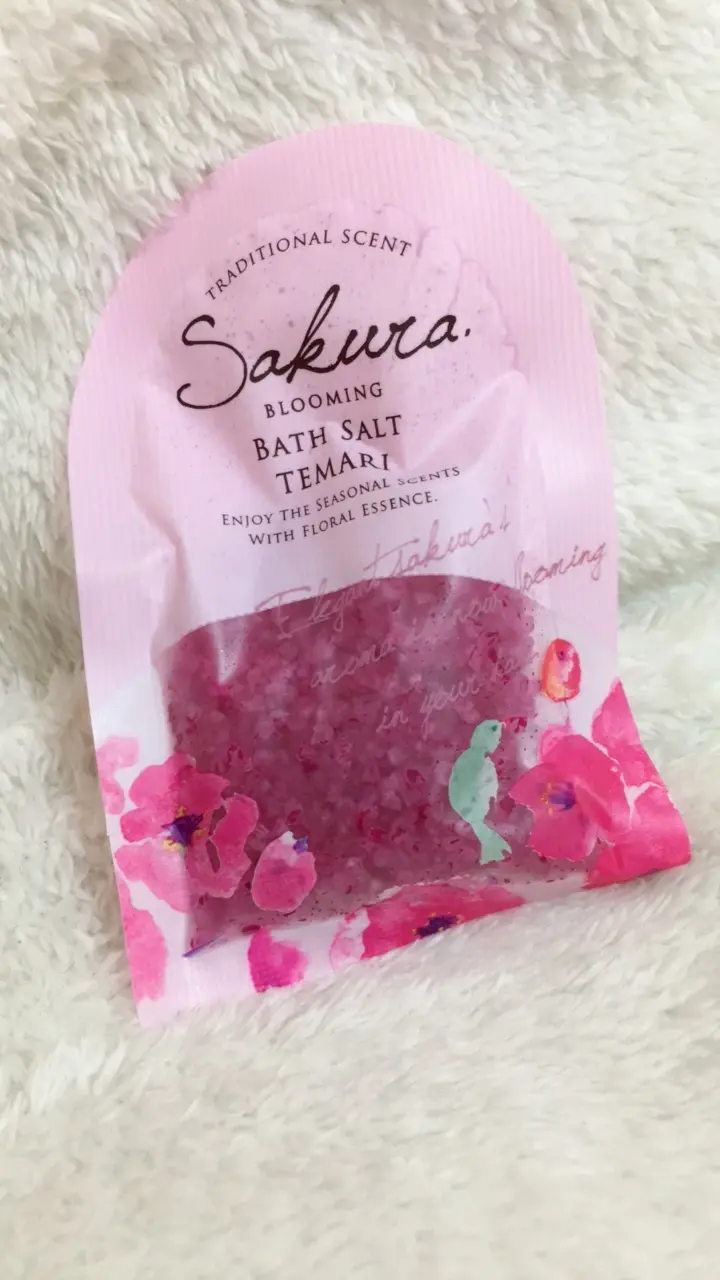 TRADITIONAL SCENT
Sakura.
BLOOMING
BATH SALT
TEMARI
ENJOY THE SEASONAL SCENTS
WITH FLORAL ESSENCE.
Elegant sakura's
aroma is now blooming
in your